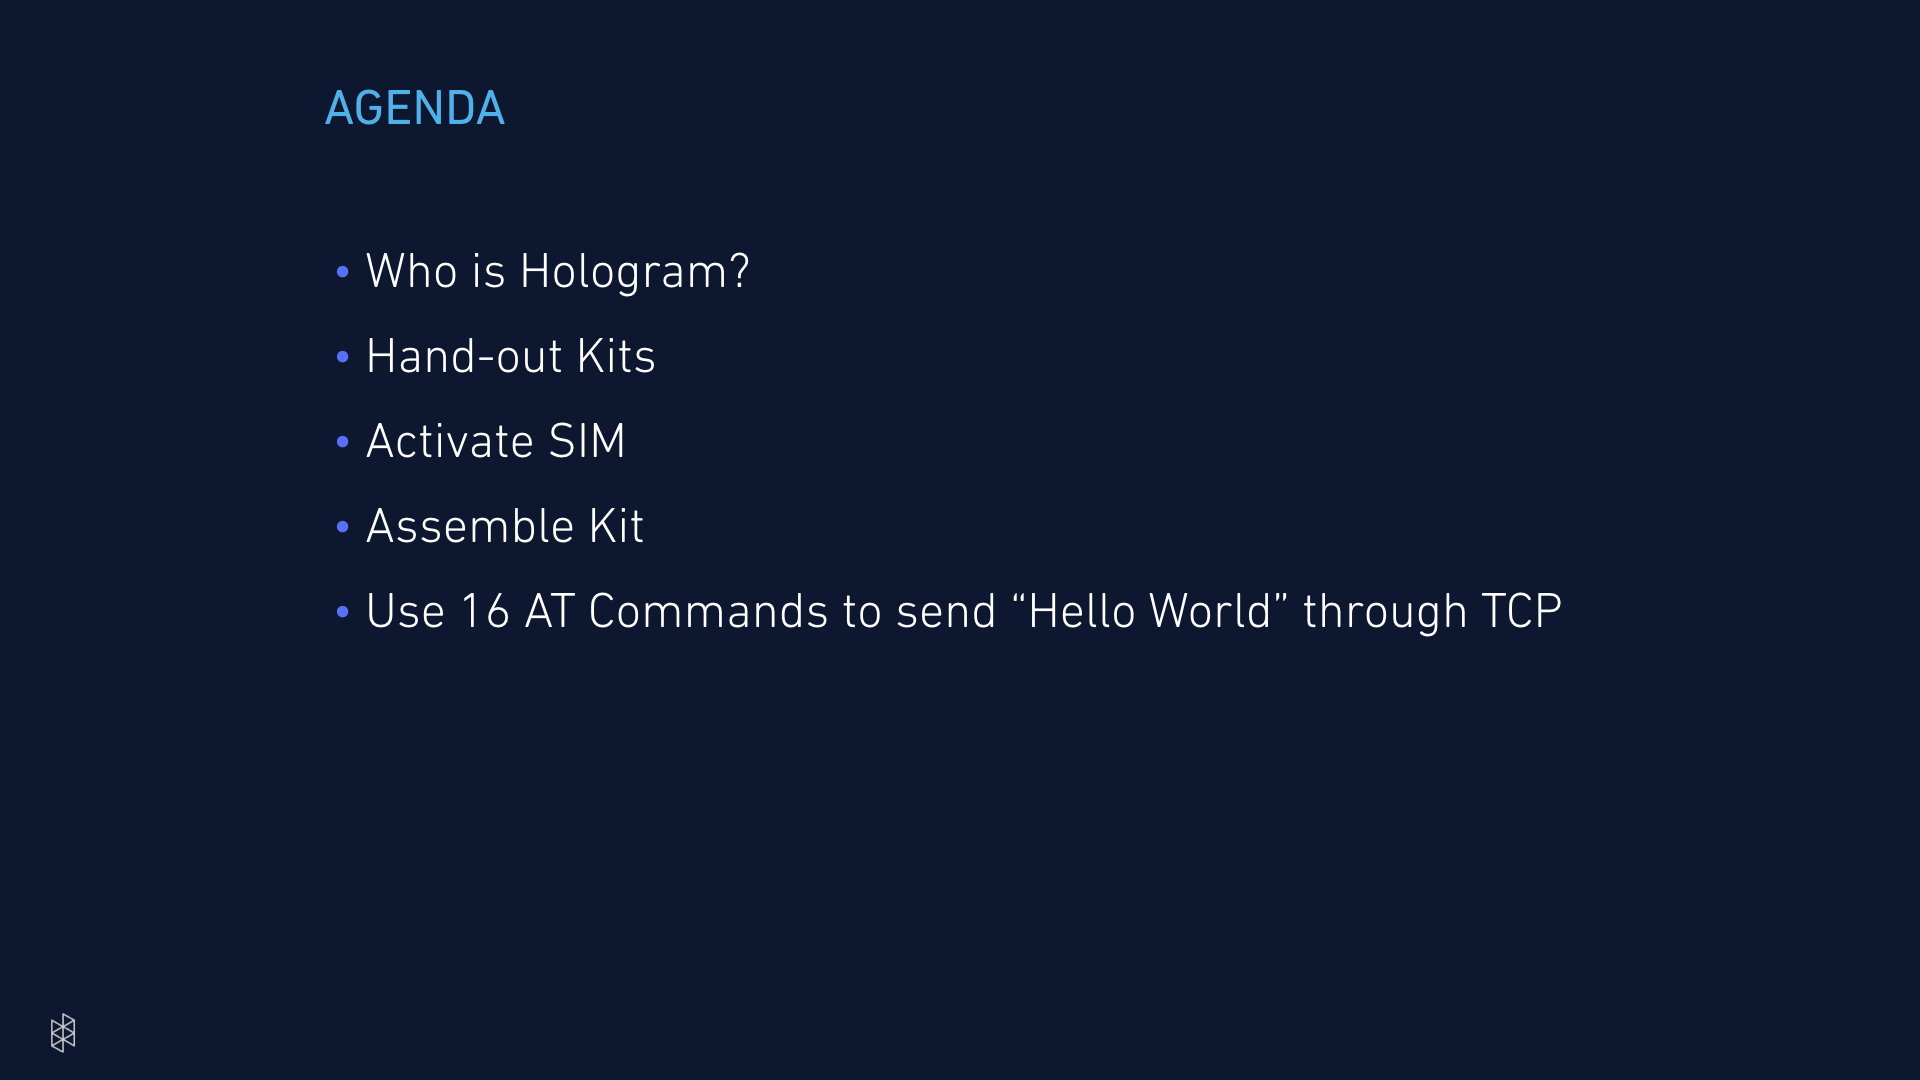 AGENDA
• Who is Hologram?
• Hand-out Kits
• Activate SIM
• Assemble Kit
• Use 16 AT Commands to send “Hello World” through TCP